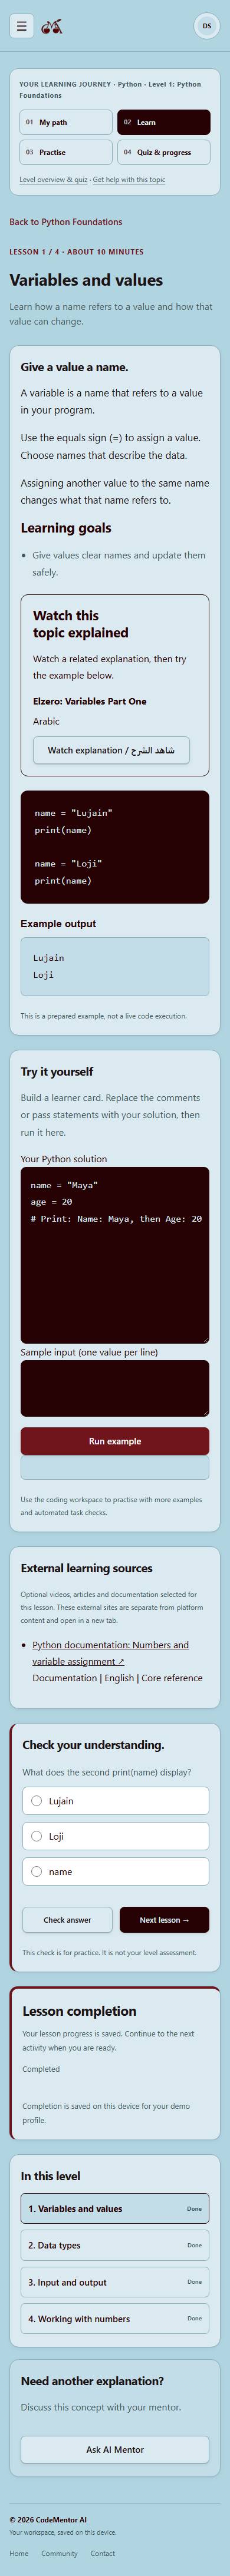 ☰
DS
YOUR LEARNING JOURNEY · Python · Level 1: Python
Foundations
01 My path
02 Learn
03 Practise
04 Quiz & progress
Level overview & quiz · Get help with this topic
Back to Python Foundations
LESSON 1 / 4 · ABOUT 10 MINUTES
Variables and values
Learn how a name refers to a value and how that
value can change.
Give a value a name.
A variable is a name that refers to a value
in your program.
Use the equals sign (=) to assign a value.
Choose names that describe the data.
Assigning another value to the same name
changes what that name refers to.
Learning goals
• Give values clear names and update them
safely.
Watch this
topic explained
Watch a related explanation, then try
the example below.
Elzero: Variables Part One
Arabic
Watch explanation / شاهد الشرح
name = "Lujain"
print(name)
name = "Loji"
print(name)
Example output
Lujain
Loji
This is a prepared example, not a live code execution.
Try it yourself
Build a learner card. Replace the comments
or pass statements with your solution, then
run it here.
Your Python solution
name = "Maya"
age = 20
# Print: Name: Maya, then Age: 20
Sample input (one value per line)
Run example
Use the coding workspace to practise with more examples
and automated task checks.
External learning sources
Optional videos, articles and documentation selected for
this lesson. These external sites are separate from platform
content and open in a new tab.
• Python documentation: Numbers and
variable assignment ↗
Documentation | English | Core reference
Check your understanding.
What does the second print(name) display?
Lujain
Loji
name
Check answer
Next lesson →
This check is for practice. It is not your level assessment.
Lesson completion
Your lesson progress is saved. Continue to the next
activity when you are ready.
Completed
Completion is saved on this device for your demo
profile.
In this level
1. Variables and values Done
2. Data types Done
3. Input and output Done
4. Working with numbers Done
Need another explanation?
Discuss this concept with your mentor.
Ask AI Mentor
© 2026 CodeMentor AI
Your workspace, saved on this device.
Home Community Contact